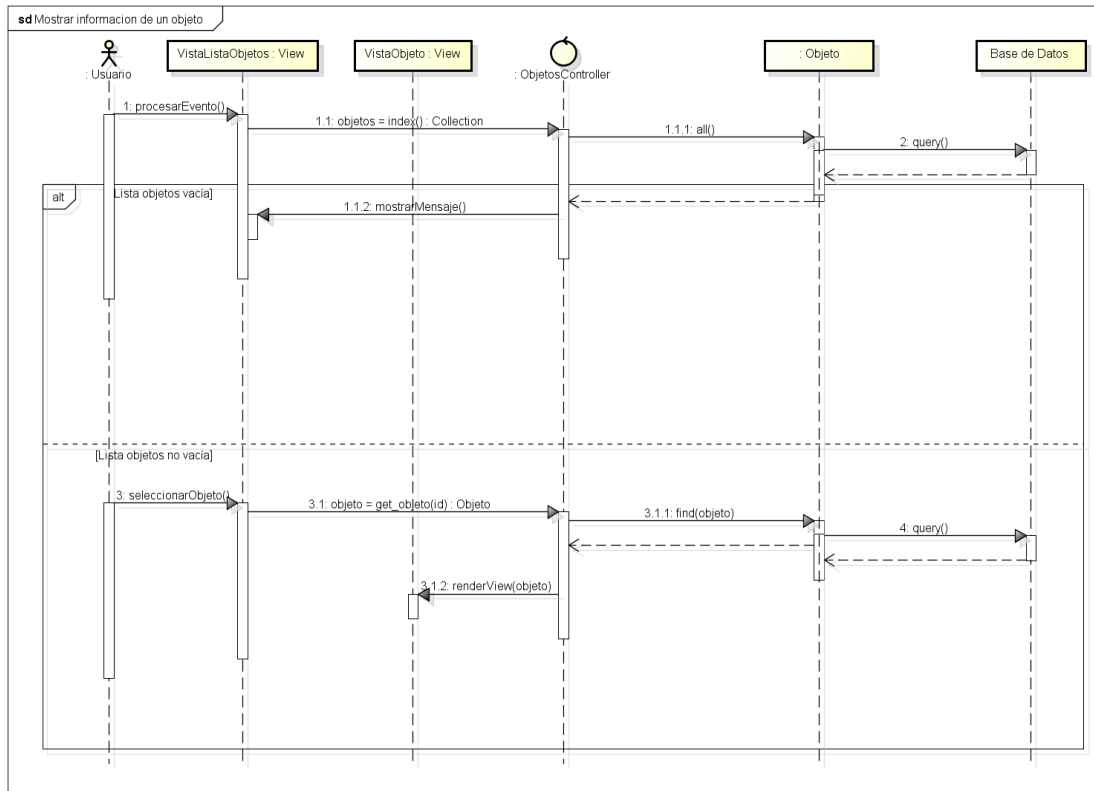 sd Mostrar informacion de un objeto
: Usuario
VistaListaObjetos : View
VistaObjeto : View
: ObjetosController
: Objeto
Base de Datos
1: procesarEvento()
1.1: objetos = index() : Collection
1.1.1: all()
2: query()
alt
Lista objetos vacía]
1.1.2: mostrarMensaje()
[Lista objetos no vacía]
3: seleccionarObjeto()
3.1: objeto = get_objeto(id) : Objeto
3.1.1: find(objeto)
4: query()
3.1.2: renderView(objeto)